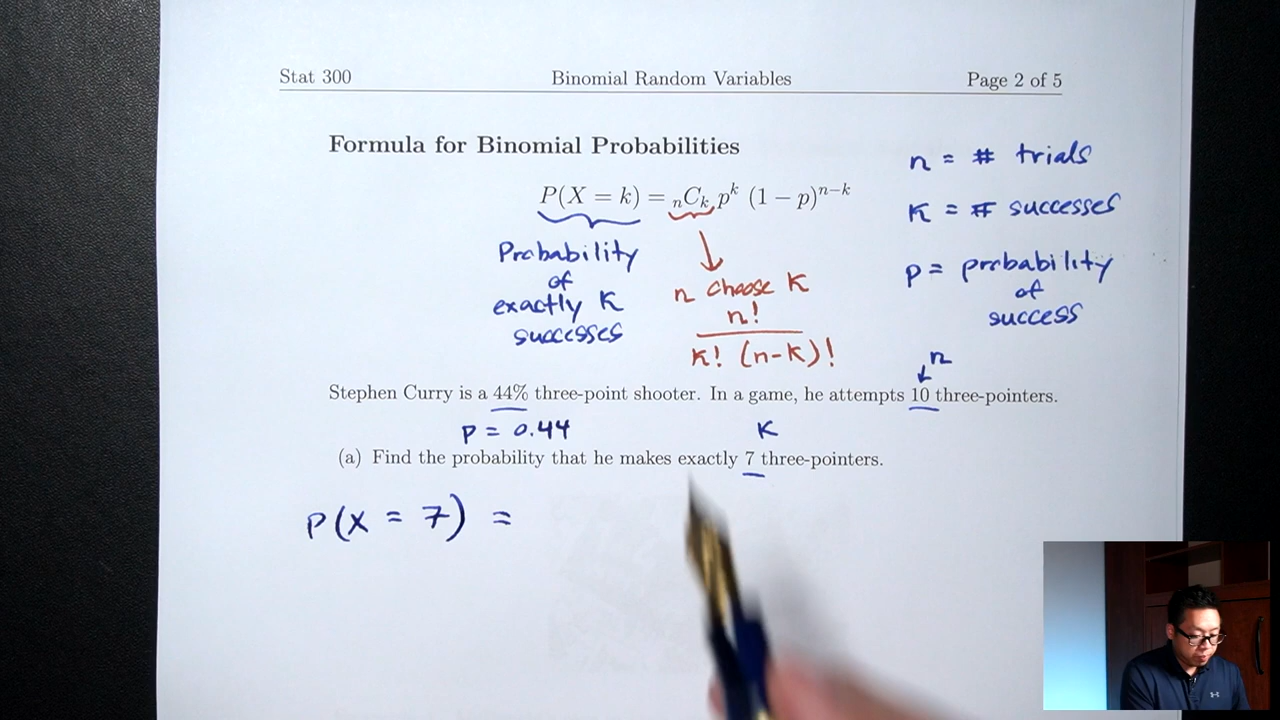 Stat 300 Binomial Random Variables Page 2 of 5
Formula for Binomial Probabilities
P(X = k) = nCk p^k (1 − p)^{n−k}
n = # trials
K = # successes
p = probability
of
success
Probability
of
exactly K
successes
n choose K
n!
K! (n-K)!
n
Stephen Curry is a 44% three-point shooter. In a game, he attempts 10 three-pointers.
p = 0.44
K
(a) Find the probability that he makes exactly 7 three-pointers.
P(X = 7) =